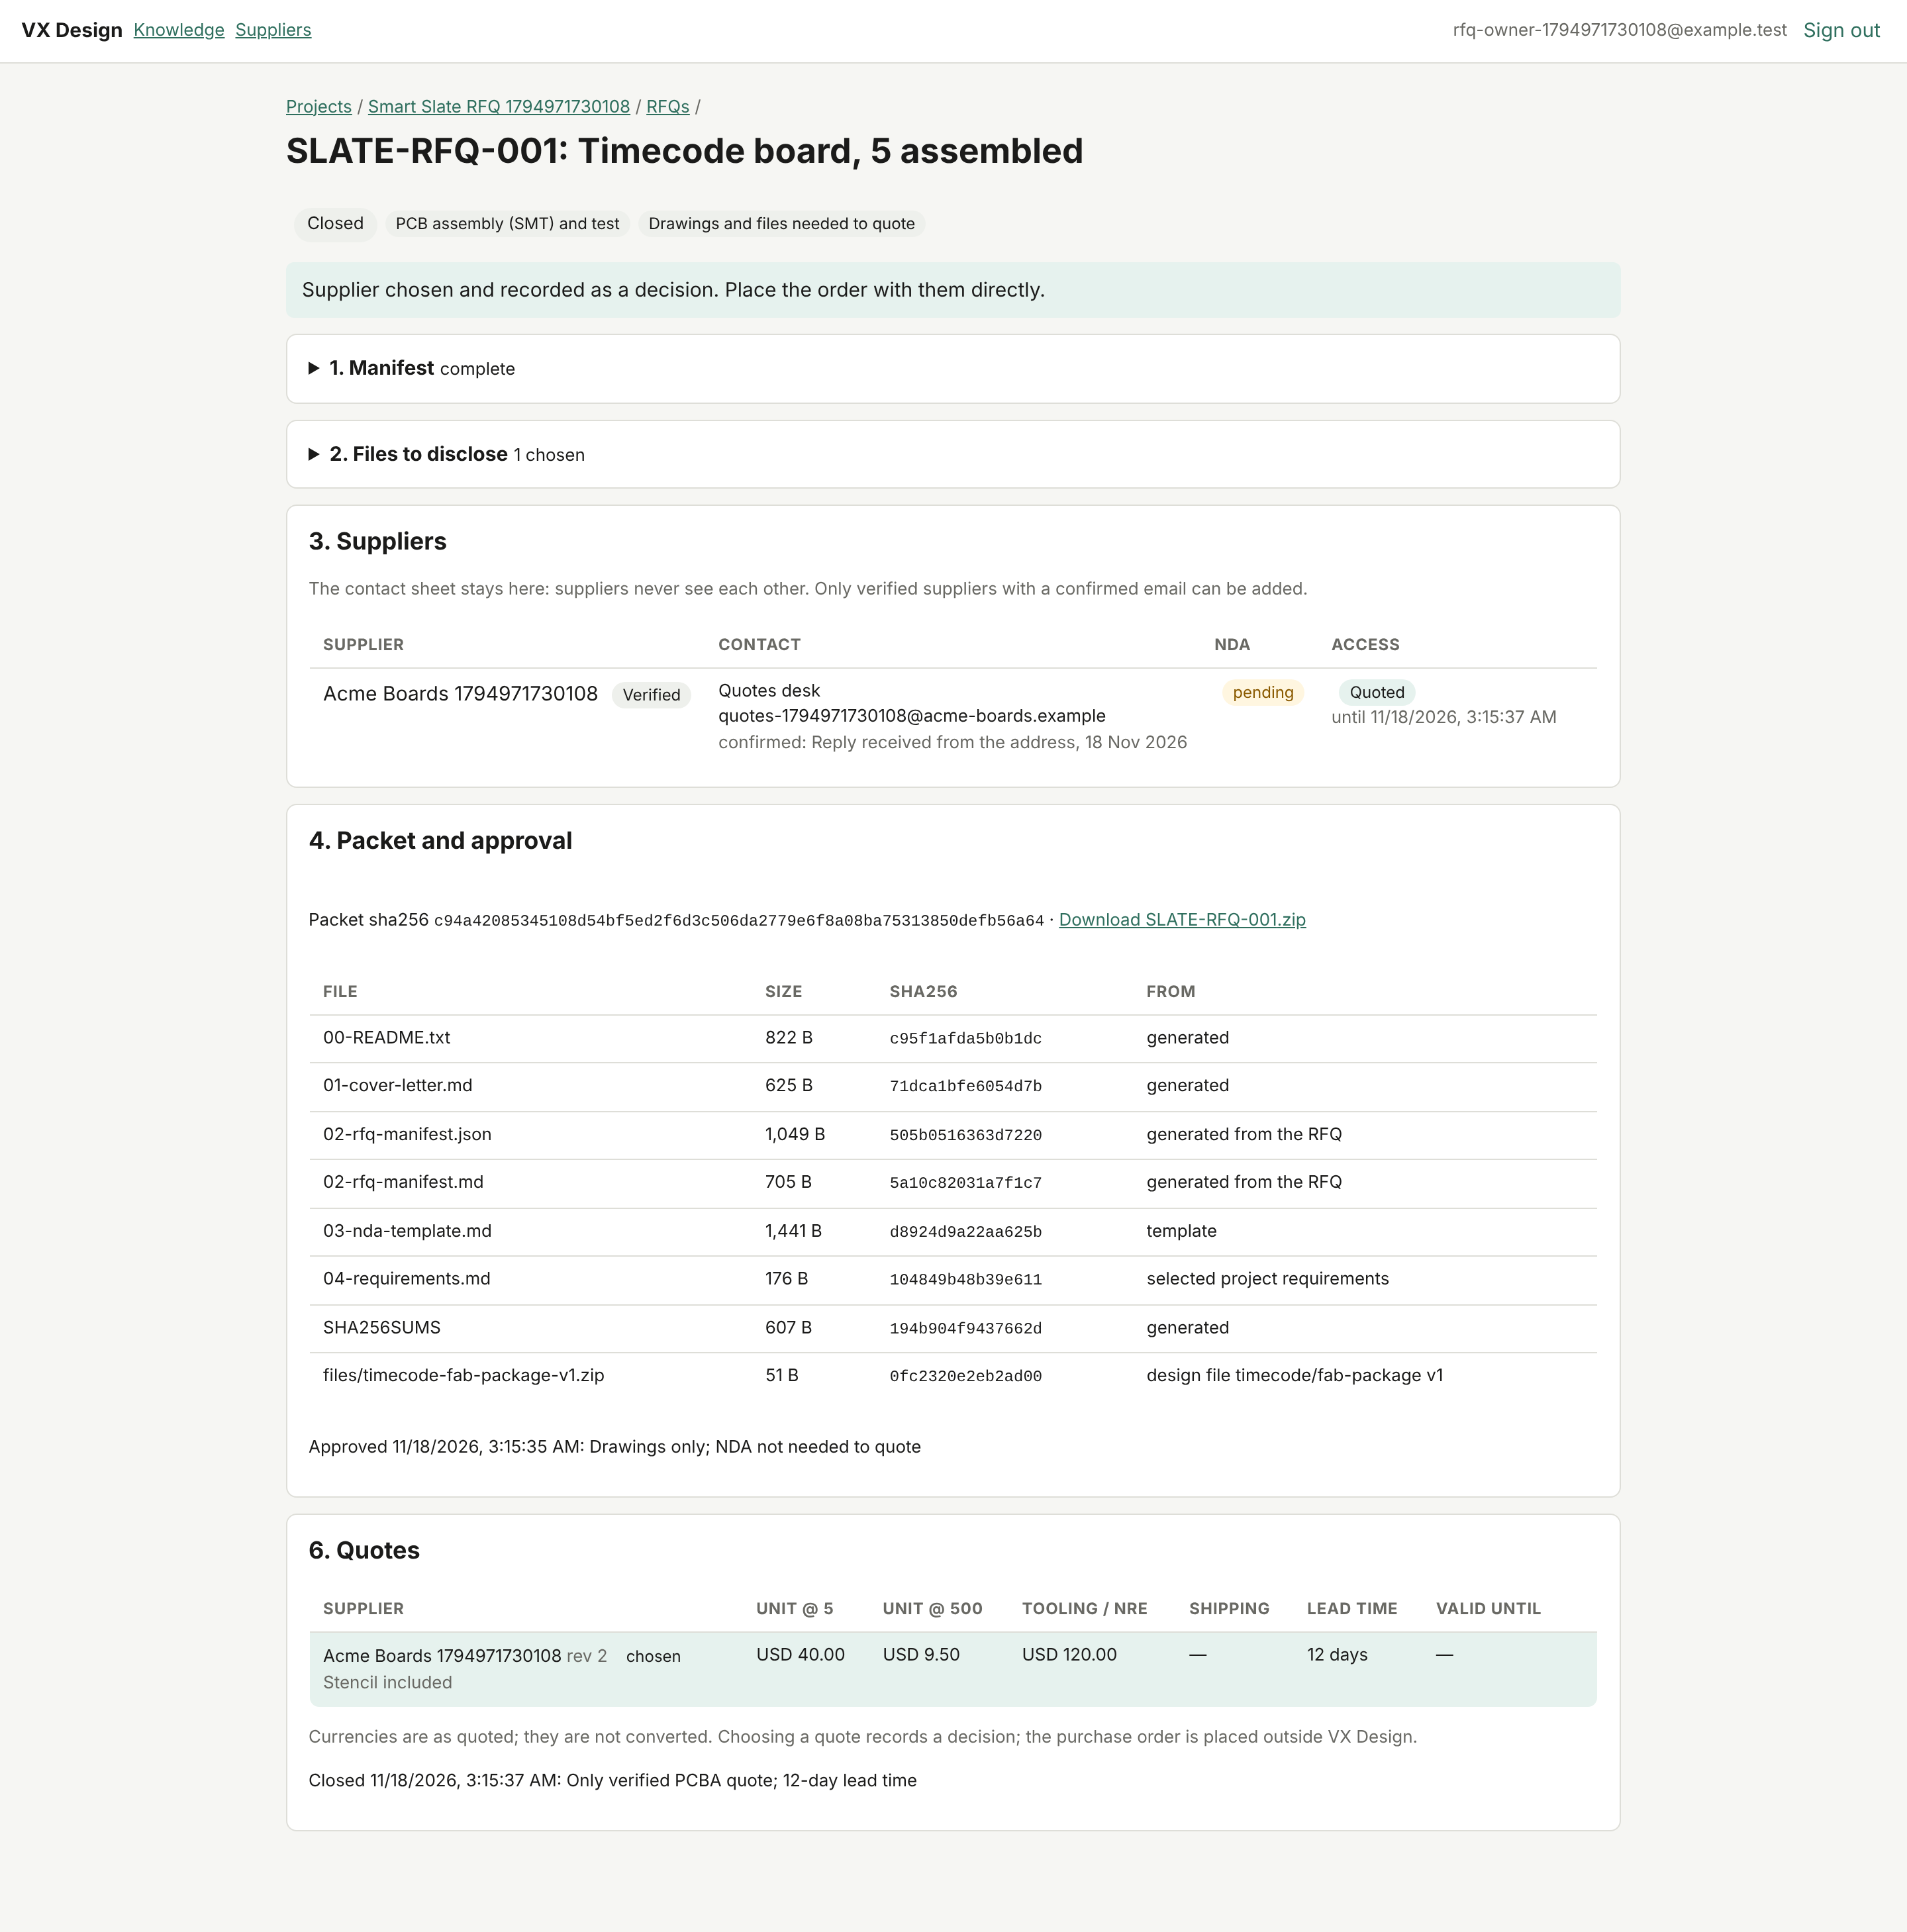 VX Design Knowledge Suppliers rfq-owner-1794971730108@example.test Sign out
Projects / Smart Slate RFQ 1794971730108 / RFQs /
SLATE-RFQ-001: Timecode board, 5 assembled
Closed PCB assembly (SMT) and test Drawings and files needed to quote
Supplier chosen and recorded as a decision. Place the order with them directly.
1. Manifest complete
2. Files to disclose 1 chosen
3. Suppliers
The contact sheet stays here: suppliers never see each other. Only verified suppliers with a confirmed email can be added.
SUPPLIER CONTACT NDA ACCESS
Acme Boards 1794971730108 Verified Quotes desk pending Quoted
quotes-1794971730108@acme-boards.example until 11/18/2026, 3:15:37 AM
confirmed: Reply received from the address, 18 Nov 2026
4. Packet and approval
Packet sha256 c94a42085345108d54bf5ed2f6d3c506da2779e6f8a08ba75313850defb56a64 · Download SLATE-RFQ-001.zip
FILE SIZE SHA256 FROM
00-README.txt 822 B c95f1afda5b0b1dc generated
01-cover-letter.md 625 B 71dca1bfe6054d7b generated
02-rfq-manifest.json 1,049 B 505b0516363d7220 generated from the RFQ
02-rfq-manifest.md 705 B 5a10c82031a7f1c7 generated from the RFQ
03-nda-template.md 1,441 B d8924d9a22aa625b template
04-requirements.md 176 B 104849b48b39e611 selected project requirements
SHA256SUMS 607 B 194b904f9437662d generated
files/timecode-fab-package-v1.zip 51 B 0fc2320e2eb2ad00 design file timecode/fab-package v1
Approved 11/18/2026, 3:15:35 AM: Drawings only; NDA not needed to quote
6. Quotes
SUPPLIER UNIT @ 5 UNIT @ 500 TOOLING / NRE SHIPPING LEAD TIME VALID UNTIL
Acme Boards 1794971730108 rev 2 chosen USD 40.00 USD 9.50 USD 120.00 — 12 days —
Stencil included
Currencies are as quoted; they are not converted. Choosing a quote records a decision; the purchase order is placed outside VX Design.
Closed 11/18/2026, 3:15:37 AM: Only verified PCBA quote; 12-day lead time